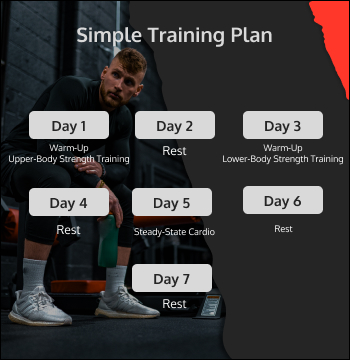 Simple Training Plan
Day 1
Warm-Up
Upper-Body Strength Training
Day 2
Rest
Day 3
Warm-Up
Lower-Body Strength Training
Day 4
Rest
Day 5
Steady-State Cardio
Day 6
Rest
Day 7
Rest